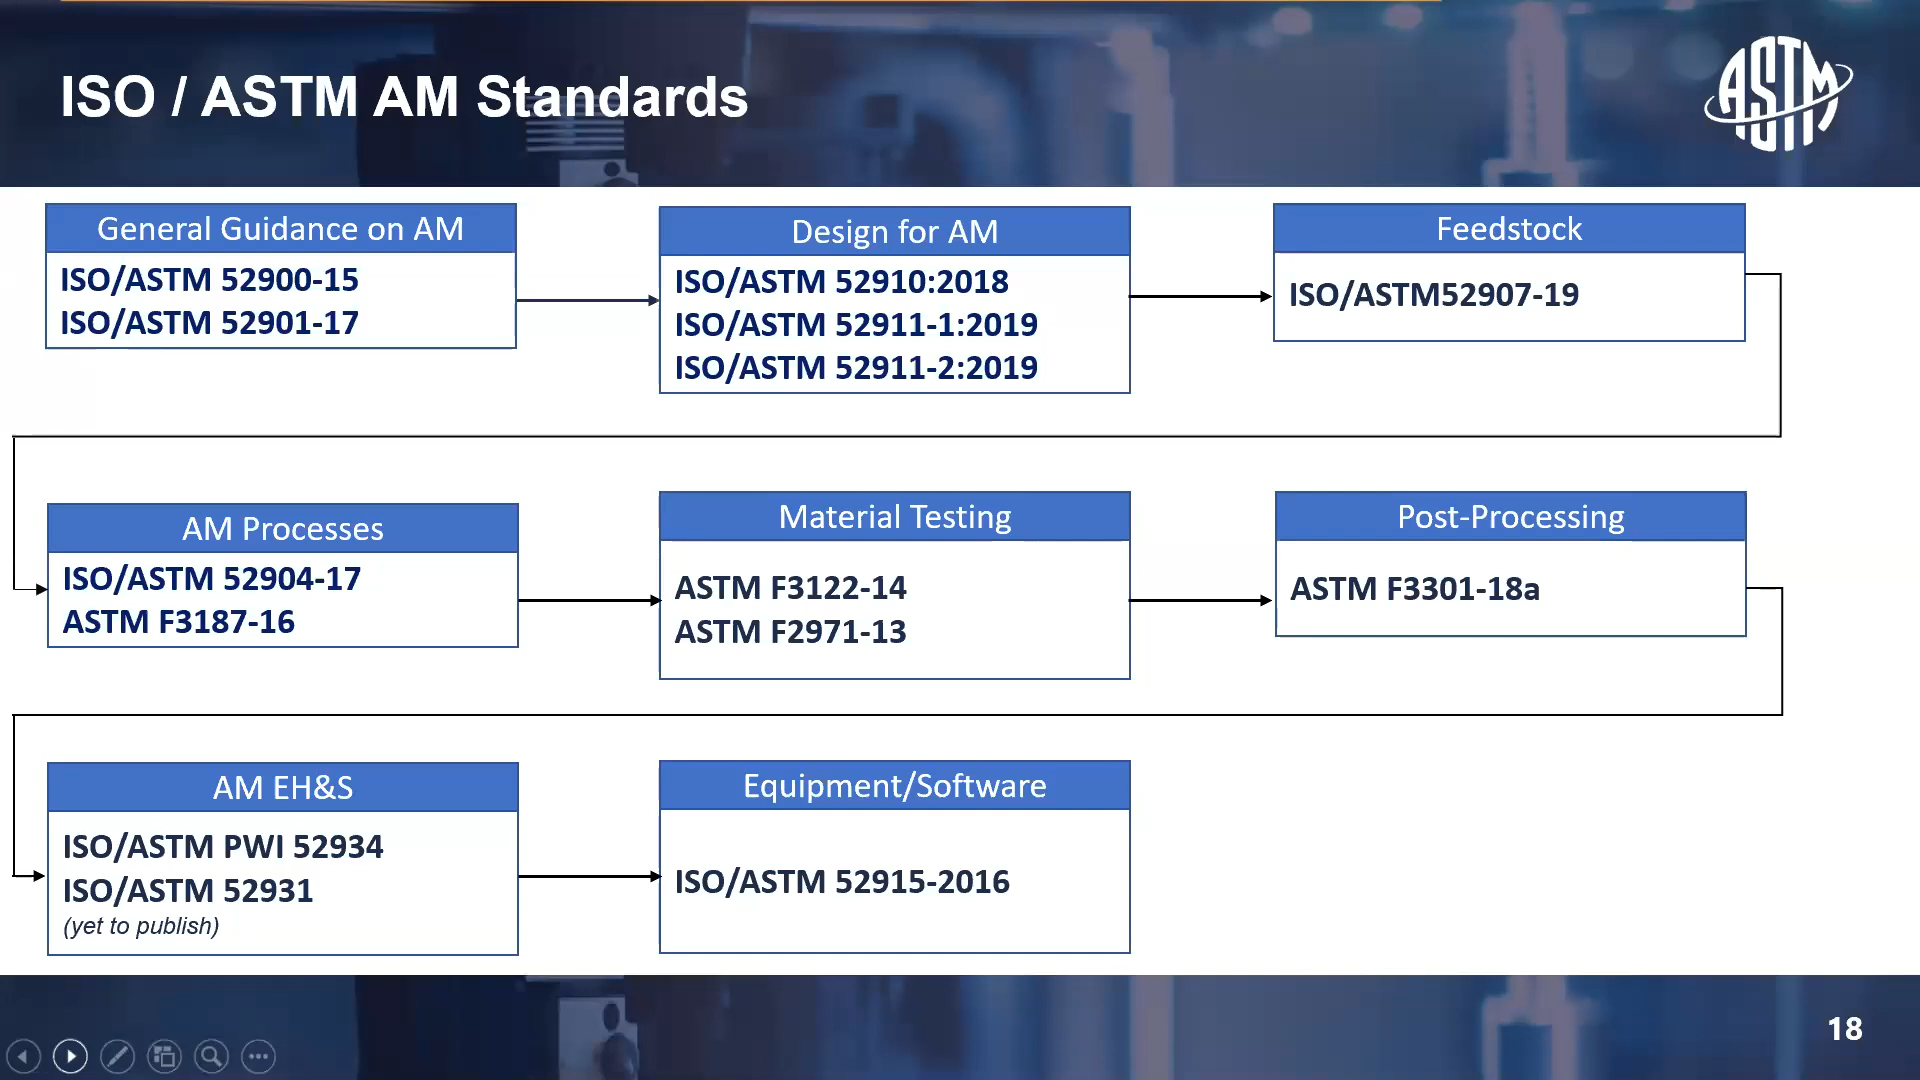 ISO / ASTM AM Standards
ASTM
General Guidance on AM
ISO/ASTM 52900-15
ISO/ASTM 52901-17
Design for AM
ISO/ASTM 52910:2018
ISO/ASTM 52911-1:2019
ISO/ASTM 52911-2:2019
Feedstock
ISO/ASTM52907-19
AM Processes
ISO/ASTM 52904-17
ASTM F3187-16
Material Testing
ASTM F3122-14
ASTM F2971-13
Post-Processing
ASTM F3301-18a
AM EH&S
ISO/ASTM PWI 52934
ISO/ASTM 52931
(yet to publish)
Equipment/Software
ISO/ASTM 52915-2016
18